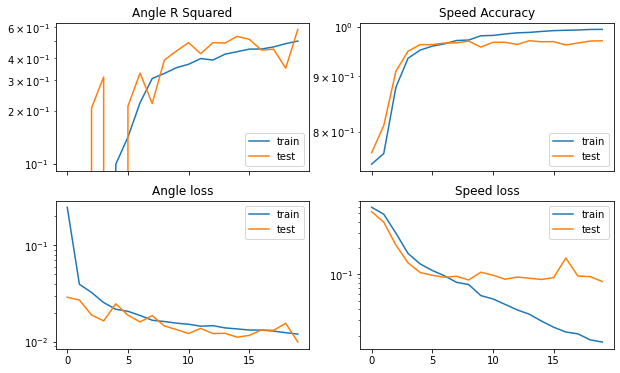 Angle R Squared
6 × 10⁻¹
4 × 10⁻¹
3 × 10⁻¹
2 × 10⁻¹
10⁻¹
train
test
Speed Accuracy
10⁰
9 × 10⁻¹
8 × 10⁻¹
train
test
Angle loss
10⁻¹
10⁻²
0 5 10 15
train
test
Speed loss
10⁻¹
0 5 10 15
train
test